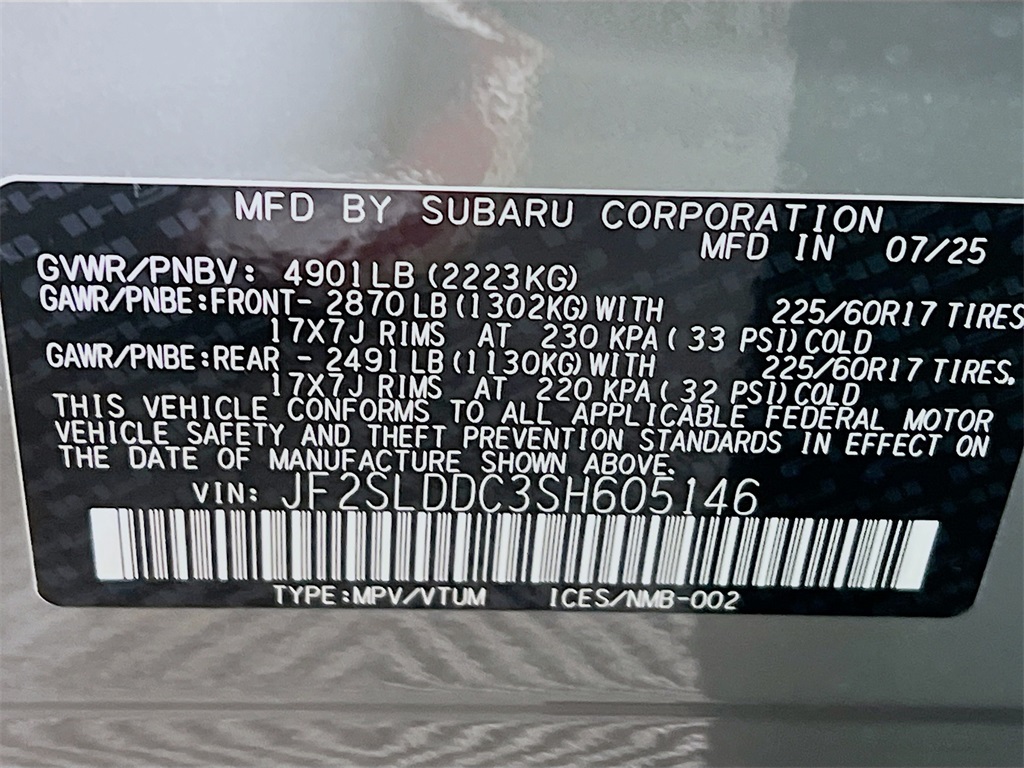 MFD BY SUBARU CORPORATION
MFD IN 07/25
GVWR/PNBV: 4901LB (2223KG)
GAWR/PNBE:FRONT- 2870 LB (1302KG) WITH 225/60R17 TIRES
17X7J RIMS AT 230 KPA ( 33 PSI) COLD
GAWR/PNBE:REAR - 2491 LB (1130KG) WITH 225/60R17 TIRES.
17X7J RIMS AT 220 KPA ( 32 PSI) COLD
THIS VEHICLE CONFORMS TO ALL APPLICABLE FEDERAL MOTOR
VEHICLE SAFETY AND THEFT PREVENTION STANDARDS IN EFFECT ON
THE DATE OF MANUFACTURE SHOWN ABOVE.
VIN: JF2SLDDC3SH605146
TYPE:MPV/VTUM ICES/NMB-002